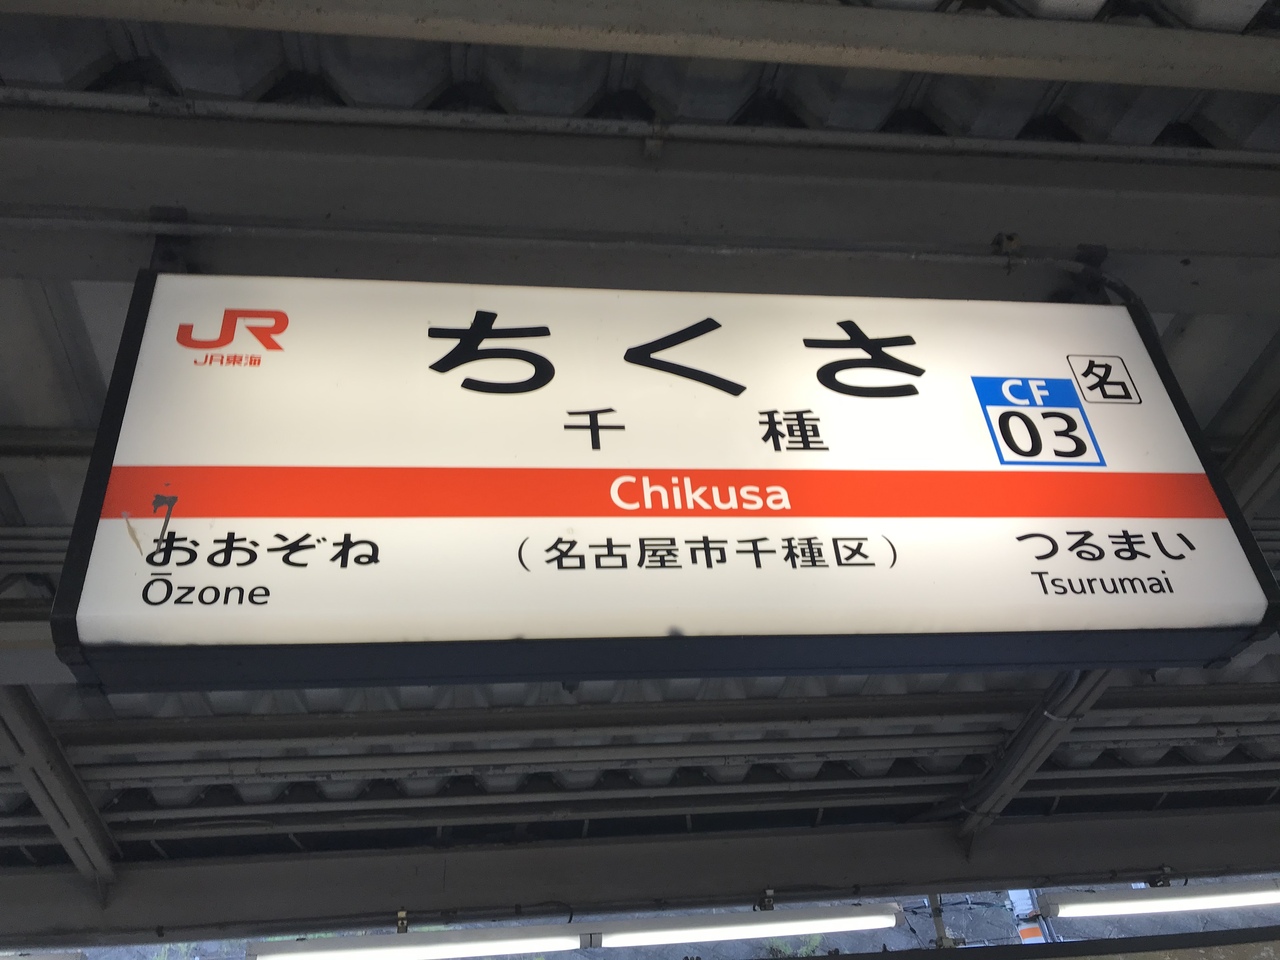 JR
JR東海
ちくさ
千種
名
CF
03
Chikusa
おおぞね
Ōzone
（名古屋市千種区）
つるまい
Tsurumai